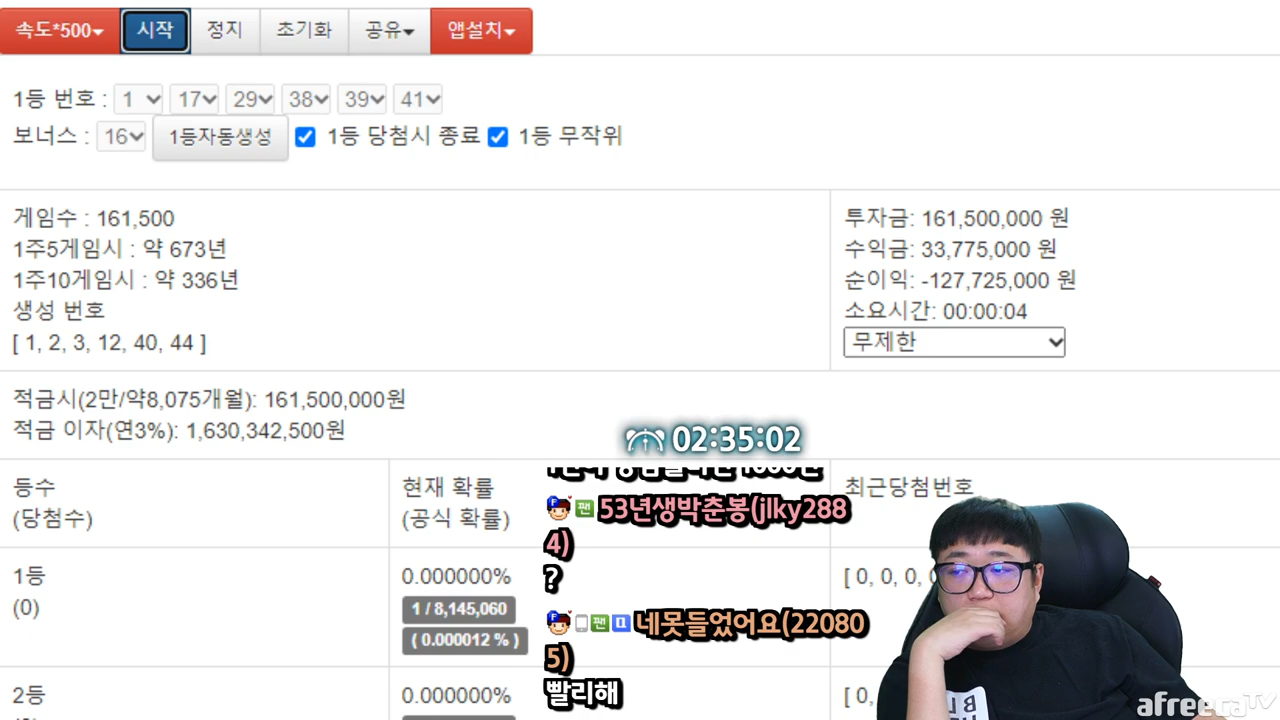 속도*500 시작 정지 초기화 공유 앱설치
1등 번호 : 1 17 29 38 39 41
보너스 : 16 1등자동생성 1등 당첨시 종료 1등 무작위
게임수 : 161,500
1주5게임시 : 약 673년
1주10게임시 : 약 336년
생성 번호
[ 1, 2, 3, 12, 40, 44 ]
투자금: 161,500,000 원
수익금: 33,775,000 원
순이익: -127,725,000 원
소요시간: 00:00:04
무제한
적금시(2만/약8,075개월): 161,500,000원
적금 이자(연3%): 1,630,342,500원
02:35:02
등수
(당첨수)
현재 확률
(공식 확률)
최근당첨번호
1등
(0)
0.000000%
1 / 8,145,060
( 0.000012 % )
[ 0, 0, 0,
2등
0.000000%
[ 0,
팬 53년생박춘봉(jlky288
4)
?
팬 네못들었어요(22080
5)
빨리해
afreecaTV